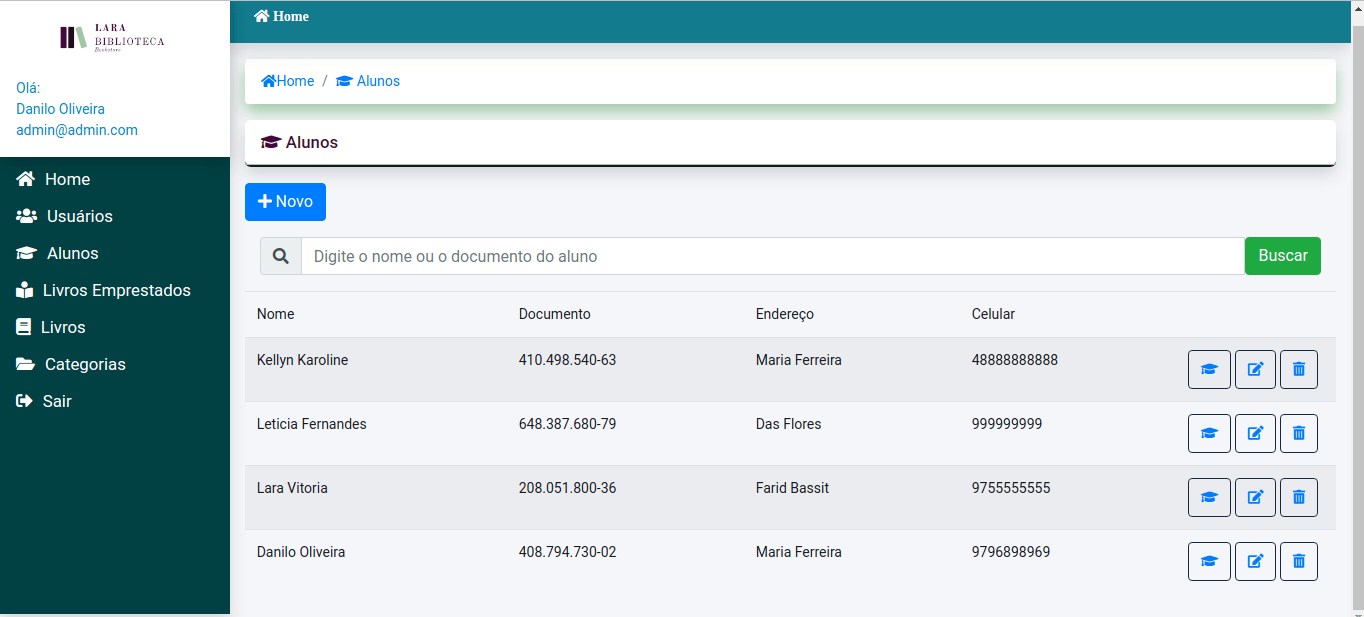 LARA
BIBLIOTECA
Bookstore
Olá:
Danilo Oliveira
admin@admin.com
Home
Usuários
Alunos
Livros Emprestados
Livros
Categorias
Sair
Home
Home / Alunos
Alunos
Novo
Digite o nome ou o documento do aluno Buscar
Nome Documento Endereço Celular
Kellyn Karoline 410.498.540-63 Maria Ferreira 48888888888
Leticia Fernandes 648.387.680-79 Das Flores 999999999
Lara Vitoria 208.051.800-36 Farid Bassit 9755555555
Danilo Oliveira 408.794.730-02 Maria Ferreira 9796898969